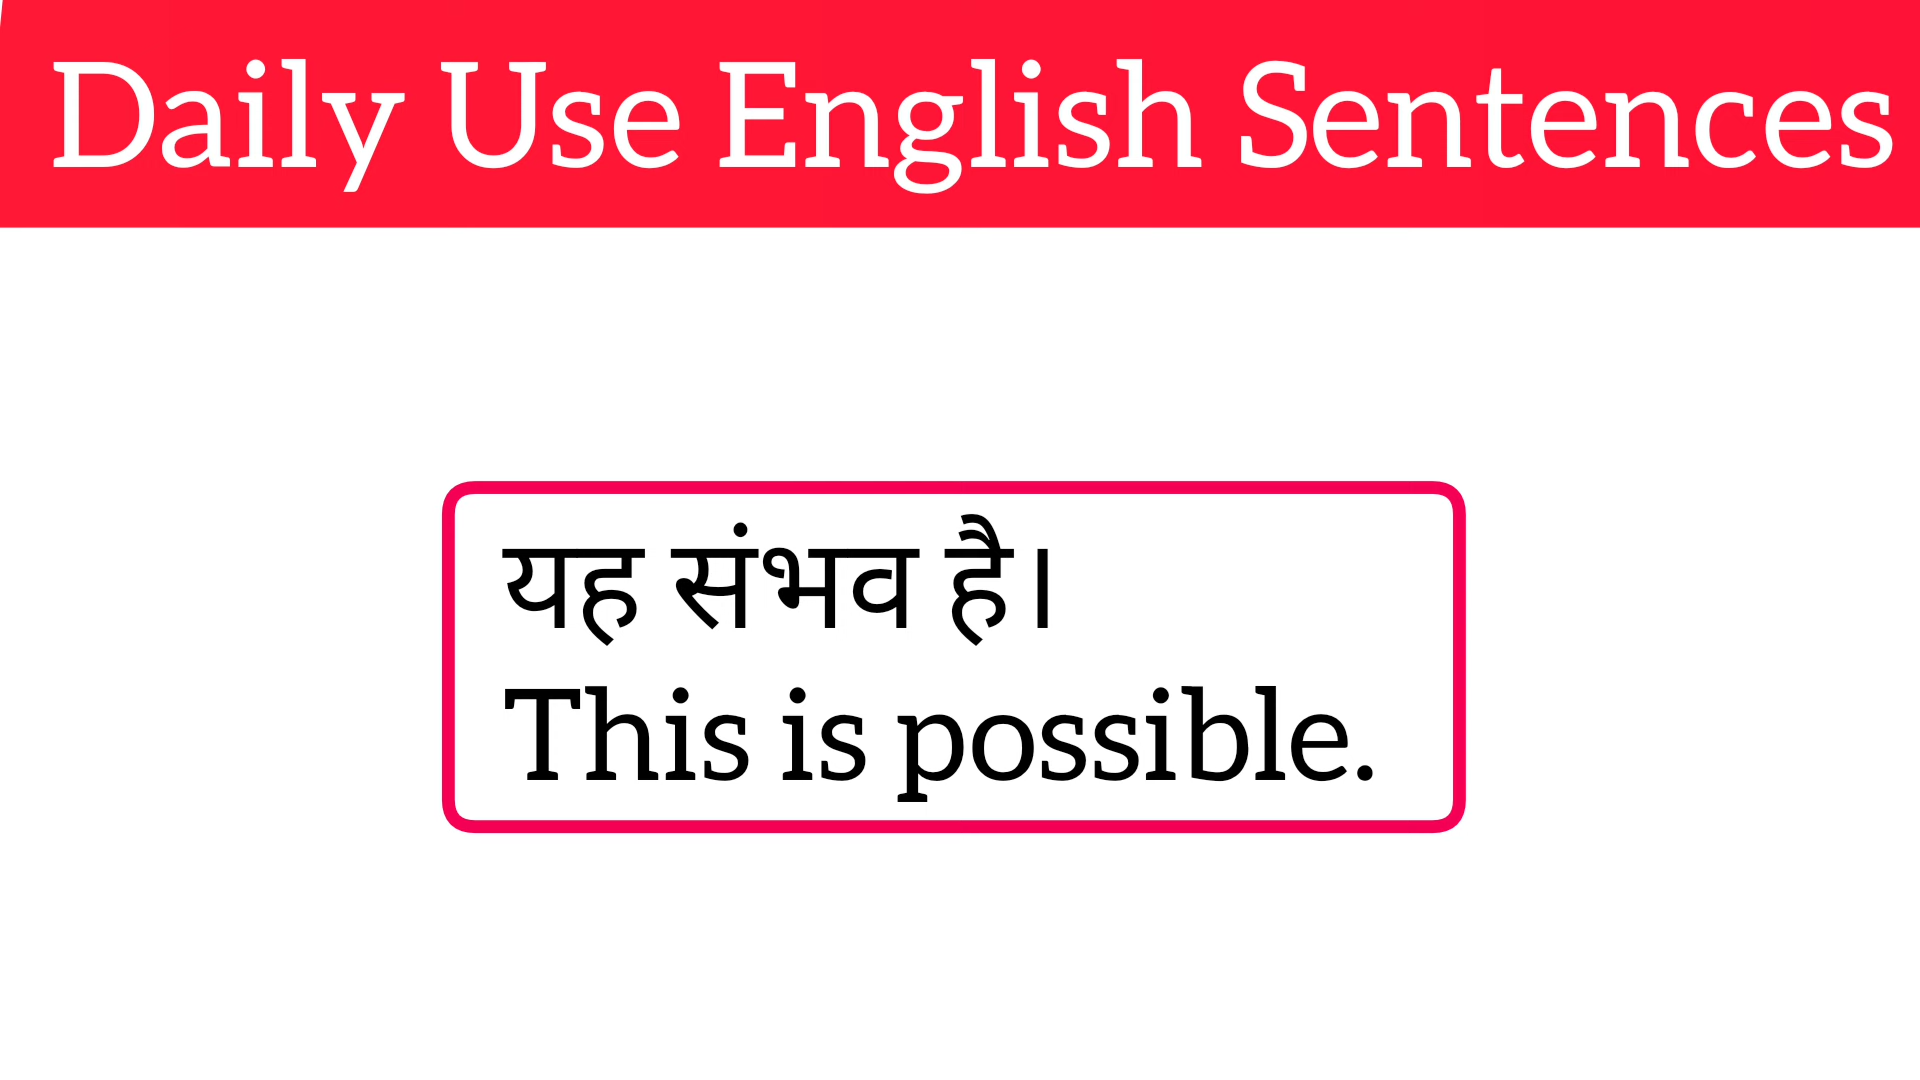 Daily Use English Sentences
यह संभव है।
This is possible.